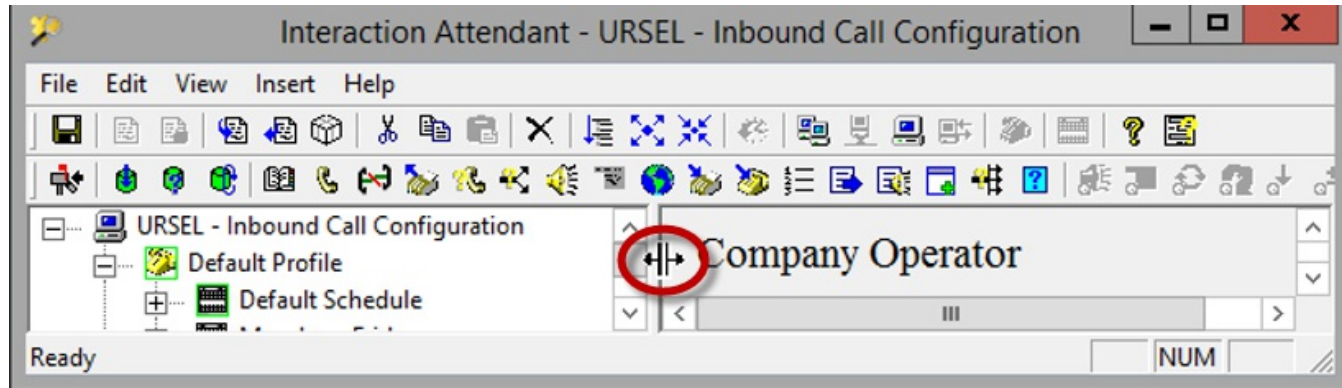 Interaction Attendant - URSEL - Inbound Call Configuration
File Edit View Insert Help
URSEL - Inbound Call Configuration
Default Profile
Default Schedule
Company Operator
Ready
NUM